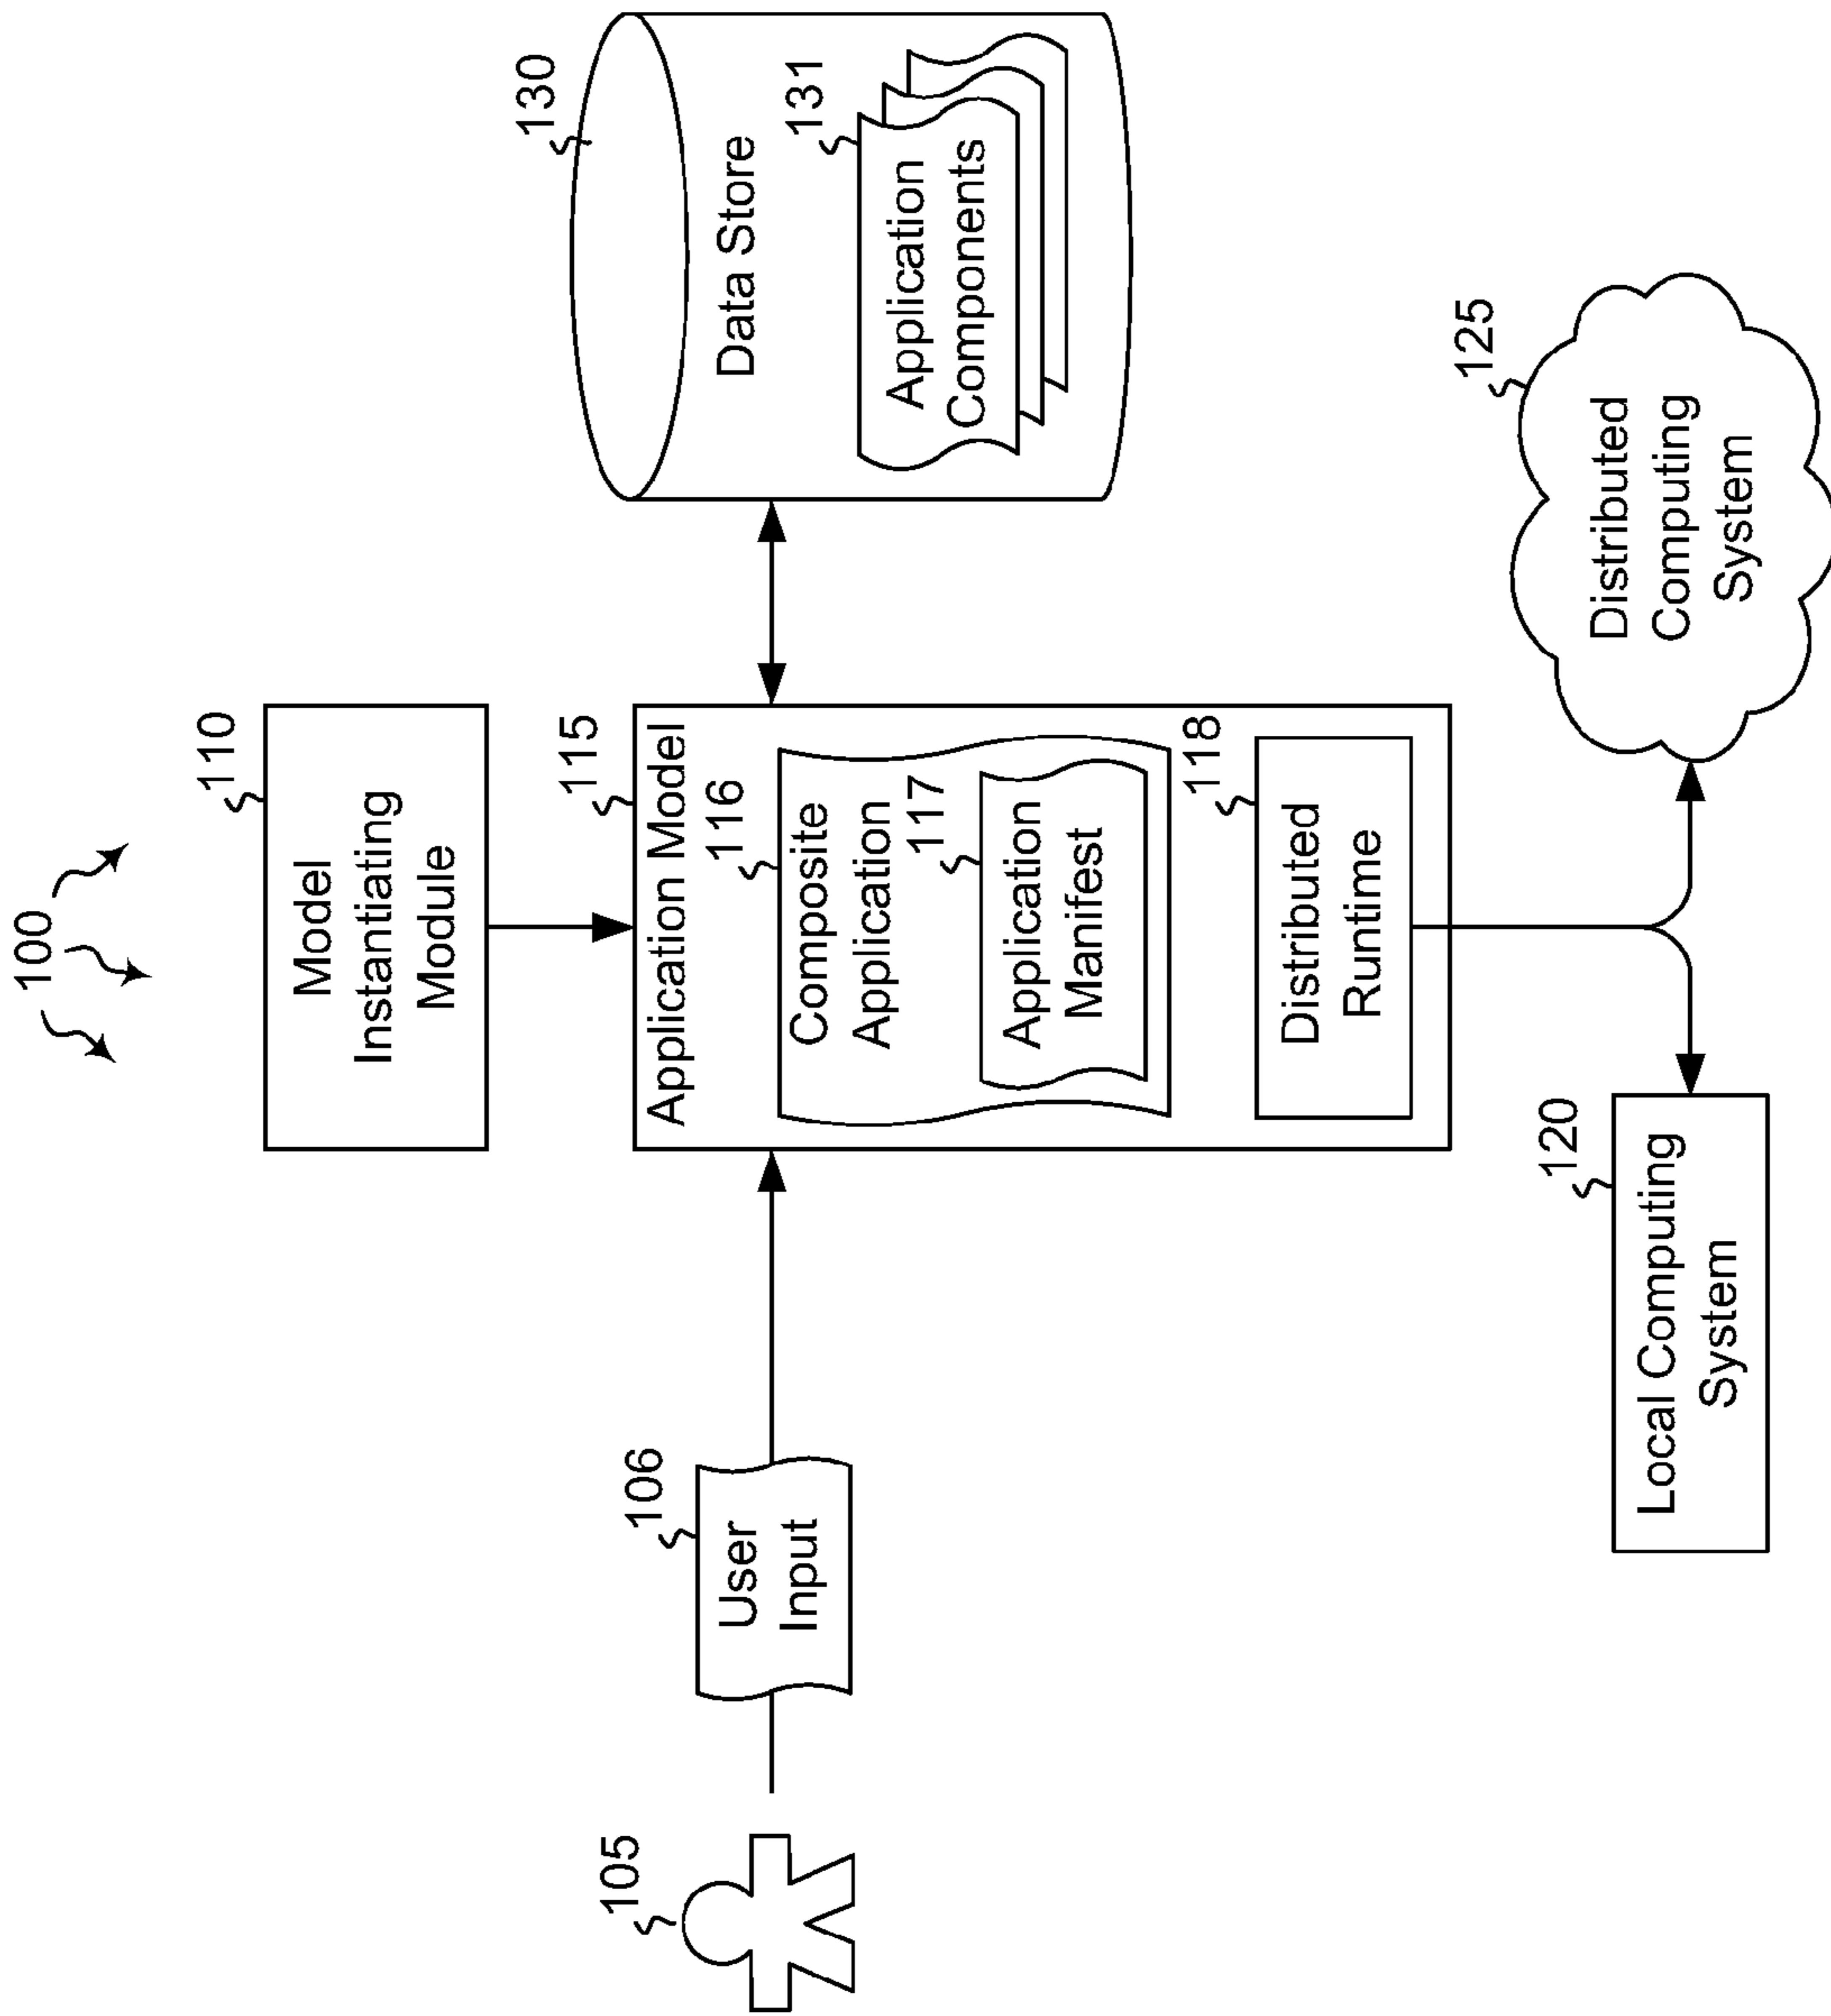 100
110
Model
Instantiating
Module
115
Application Model
116
Composite
Application
117
Application
Manifest
118
Distributed
Runtime
105
106
User
Input
130
Data Store
131
Application
Components
120
Local Computing
System
125
Distributed
Computing
System